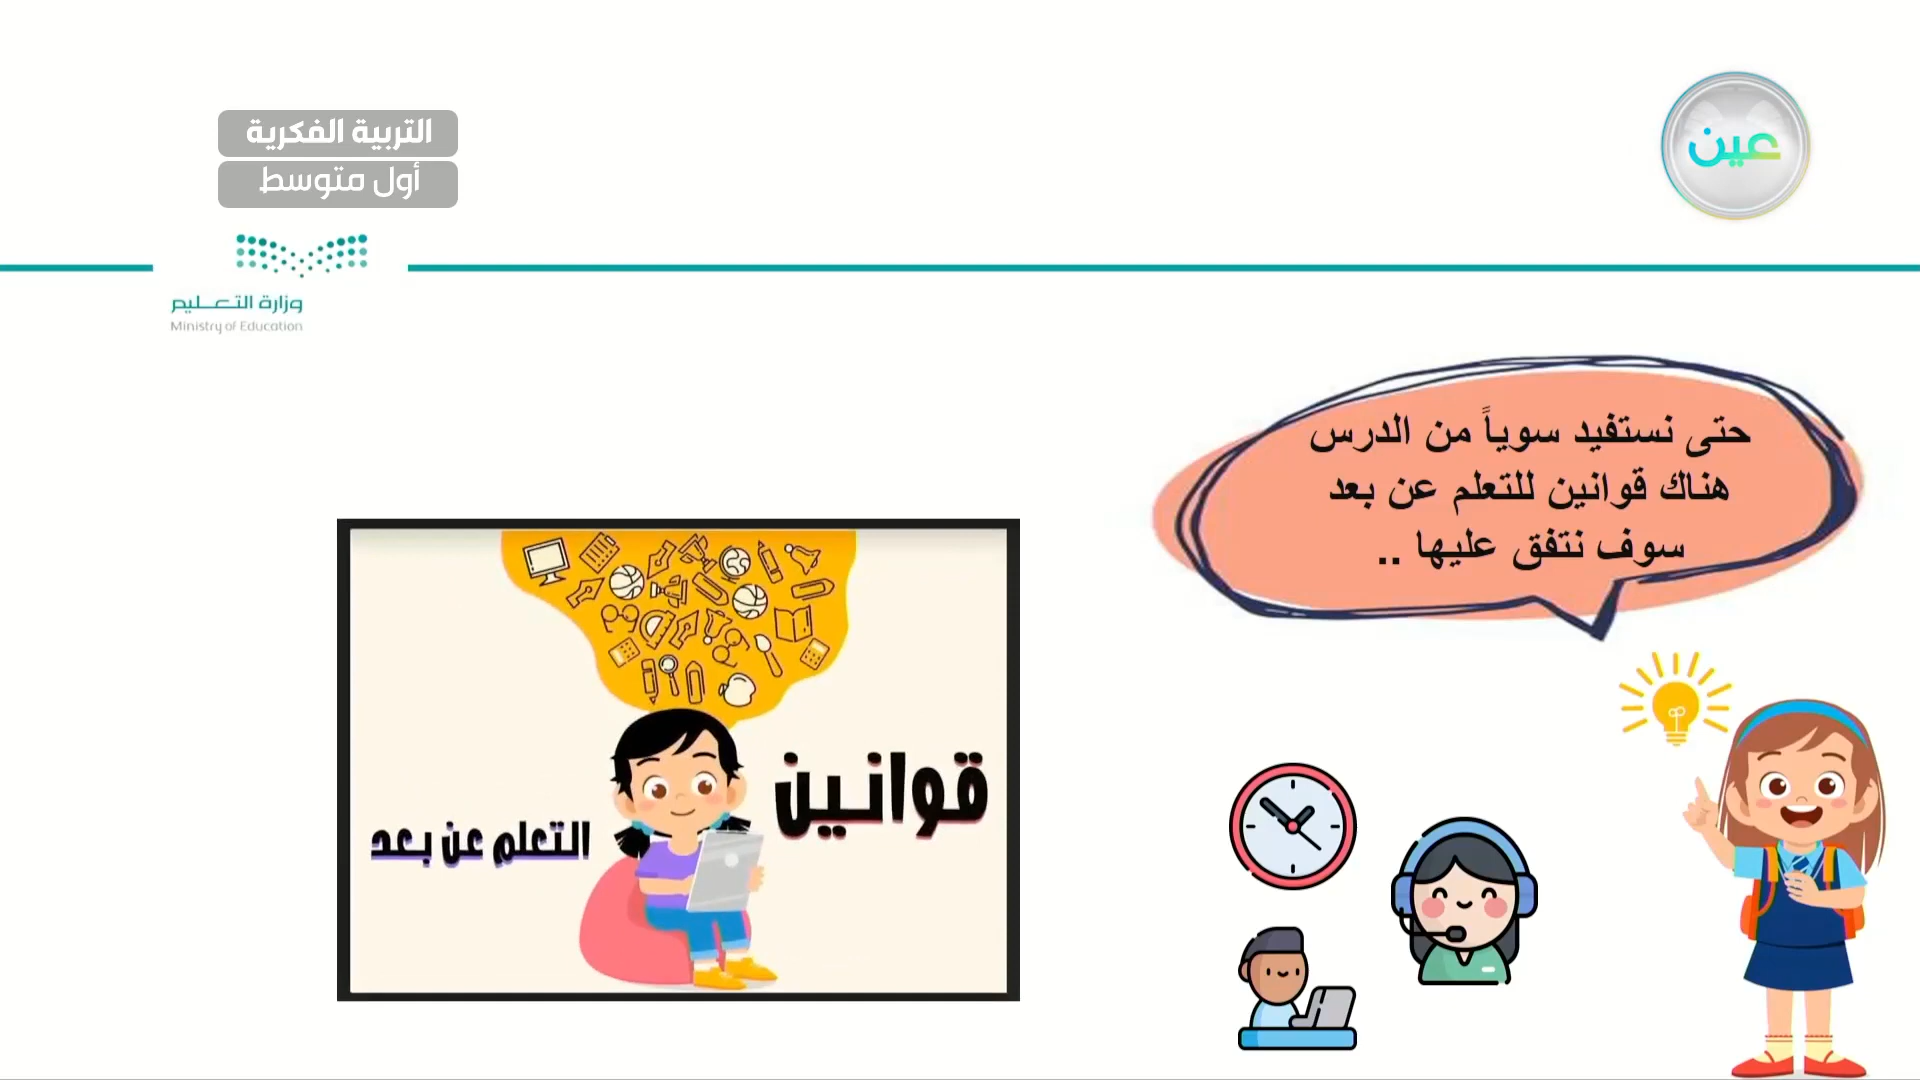 عين
التربية الفكرية
أول متوسط
وزارة التعـــليم
Ministry of Education
حتى نستفيد سوياً من الدرس
هناك قوانين للتعلم عن بعد
سوف نتفق عليها ..
قوانين
التعلم عن بعد